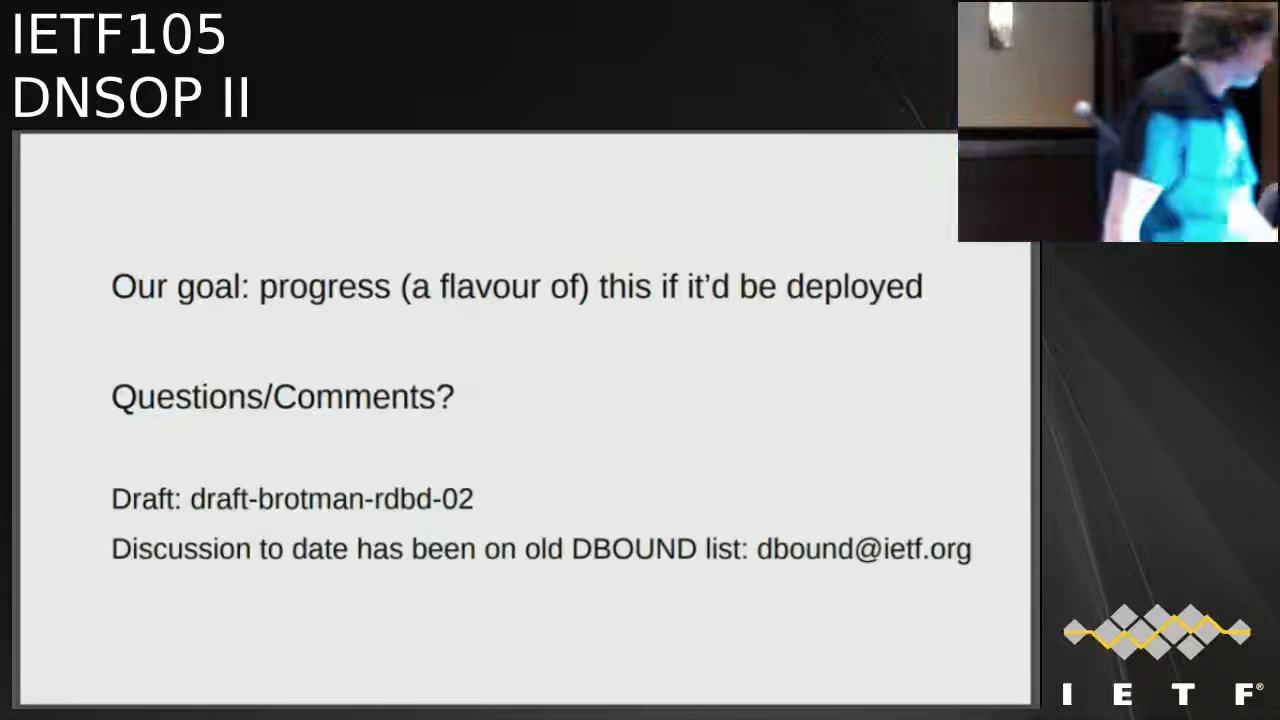 IETF105
DNSOP II
Our goal: progress (a flavour of) this if it’d be deployed
Questions/Comments?
Draft: draft-brotman-rdbd-02
Discussion to date has been on old DBOUND list: dbound@ietf.org
I E T F®